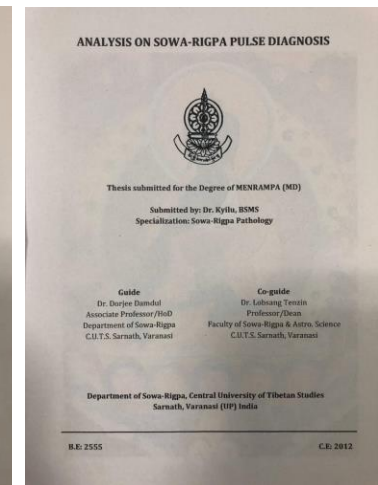 ANALYSIS ON SOWA-RIGPA PULSE DIAGNOSIS
Thesis submitted for the Degree of MENRAMPA (MD)
Submitted by: Dr. Kyilu, BSMS
Specialization: Sowa-Rigpa Pathology
Guide
Dr. Dorjee Damdul
Associate Professor/HoD
Department of Sowa-Rigpa
C.U.T.S. Sarnath, Varanasi
Co-guide
Dr. Lobsang Tenzin
Professor/Dean
Faculty of Sowa-Rigpa & Astro. Science
C.U.T.S. Sarnath, Varanasi
Department of Sowa-Rigpa, Central University of Tibetan Studies
Sarnath, Varanasi (UP) India
B.E: 2555 C.E: 2012